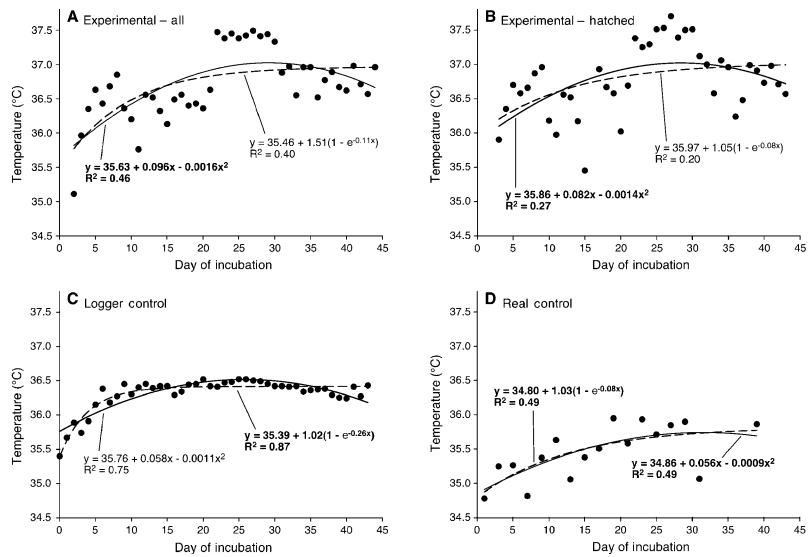 A Experimental – all
37.5
37.0
36.5
36.0
35.5
35.0
34.5
Temperature (°C)
y = 35.46 + 1.51(1 - e-0.11x)
R2 = 0.40
y = 35.63 + 0.096x - 0.0016x2
R2 = 0.46
0 5 10 15 20 25 30 35 40 45
Day of incubation
B Experimental – hatched
37.5
37.0
36.5
36.0
35.5
35.0
34.5
Temperature (°C)
y = 35.97 + 1.05(1 - e-0.08x)
R2 = 0.20
y = 35.86 + 0.082x - 0.0014x2
R2 = 0.27
0 5 10 15 20 25 30 35 40 45
Day of incubation
C Logger control
37.5
37.0
36.5
36.0
35.5
35.0
34.5
Temperature (°C)
y = 35.39 + 1.02(1 - e-0.26x)
R2 = 0.87
y = 35.76 + 0.058x - 0.0011x2
R2 = 0.75
0 5 10 15 20 25 30 35 40 45
Day of incubation
D Real control
37.5
37.0
36.5
36.0
35.5
35.0
34.5
Temperature (°C)
y = 34.80 + 1.03(1 - e-0.08x)
R2 = 0.49
y = 34.86 + 0.056x - 0.0009x2
R2 = 0.49
0 5 10 15 20 25 30 35 40 45
Day of incubation